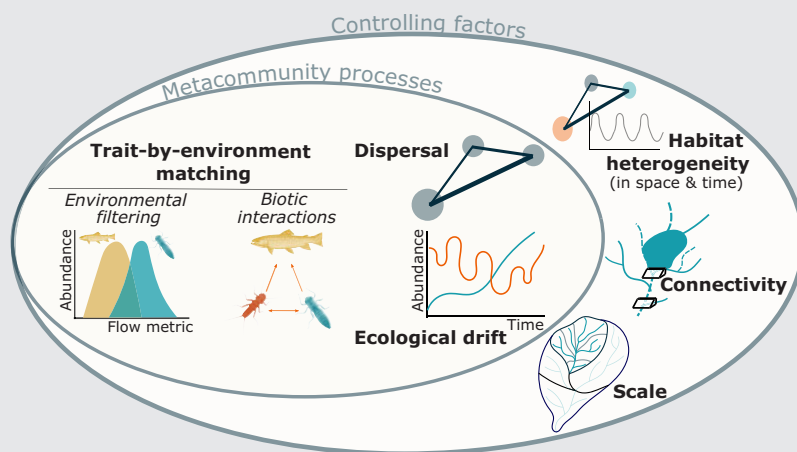 Controlling factors
Metacommunity processes
Trait-by-environment
matching
Environmental
filtering
Biotic
interactions
Abundance
Flow metric
Dispersal
Abundance
Time
Ecological drift
Habitat
heterogeneity
(in space & time)
Connectivity
Scale